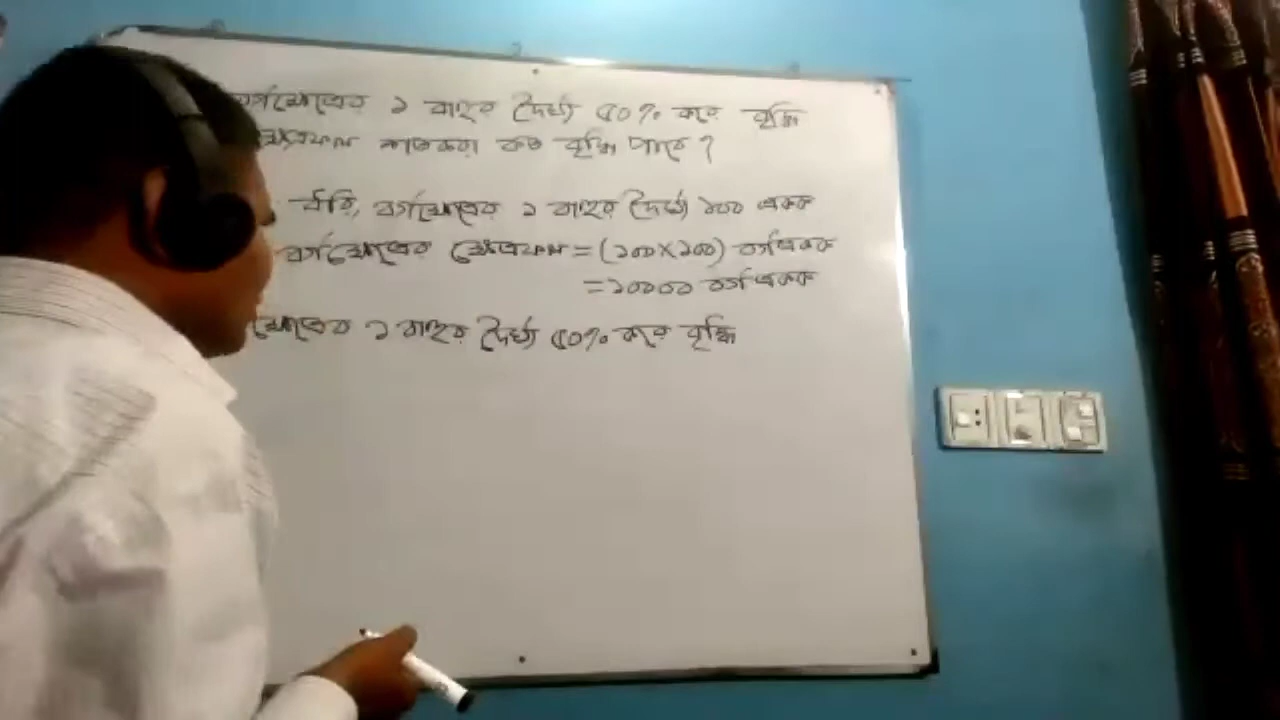 বর্গক্ষেত্রের ১ বাহুর দৈর্ঘ্য ৫০% করে বৃদ্ধি
ক্ষেত্রফল শতকরা কত বৃদ্ধি পাবে?
ধরি, বর্গক্ষেত্রের ১ বাহুর দৈর্ঘ্য ১০০ একক
বর্গক্ষেত্রের ক্ষেত্রফল = (১০০×১০০) বর্গএকক
= ১০০০০ বর্গএকক
ক্ষেত্রের ১ বাহুর দৈর্ঘ্য ৫০% করে বৃদ্ধি